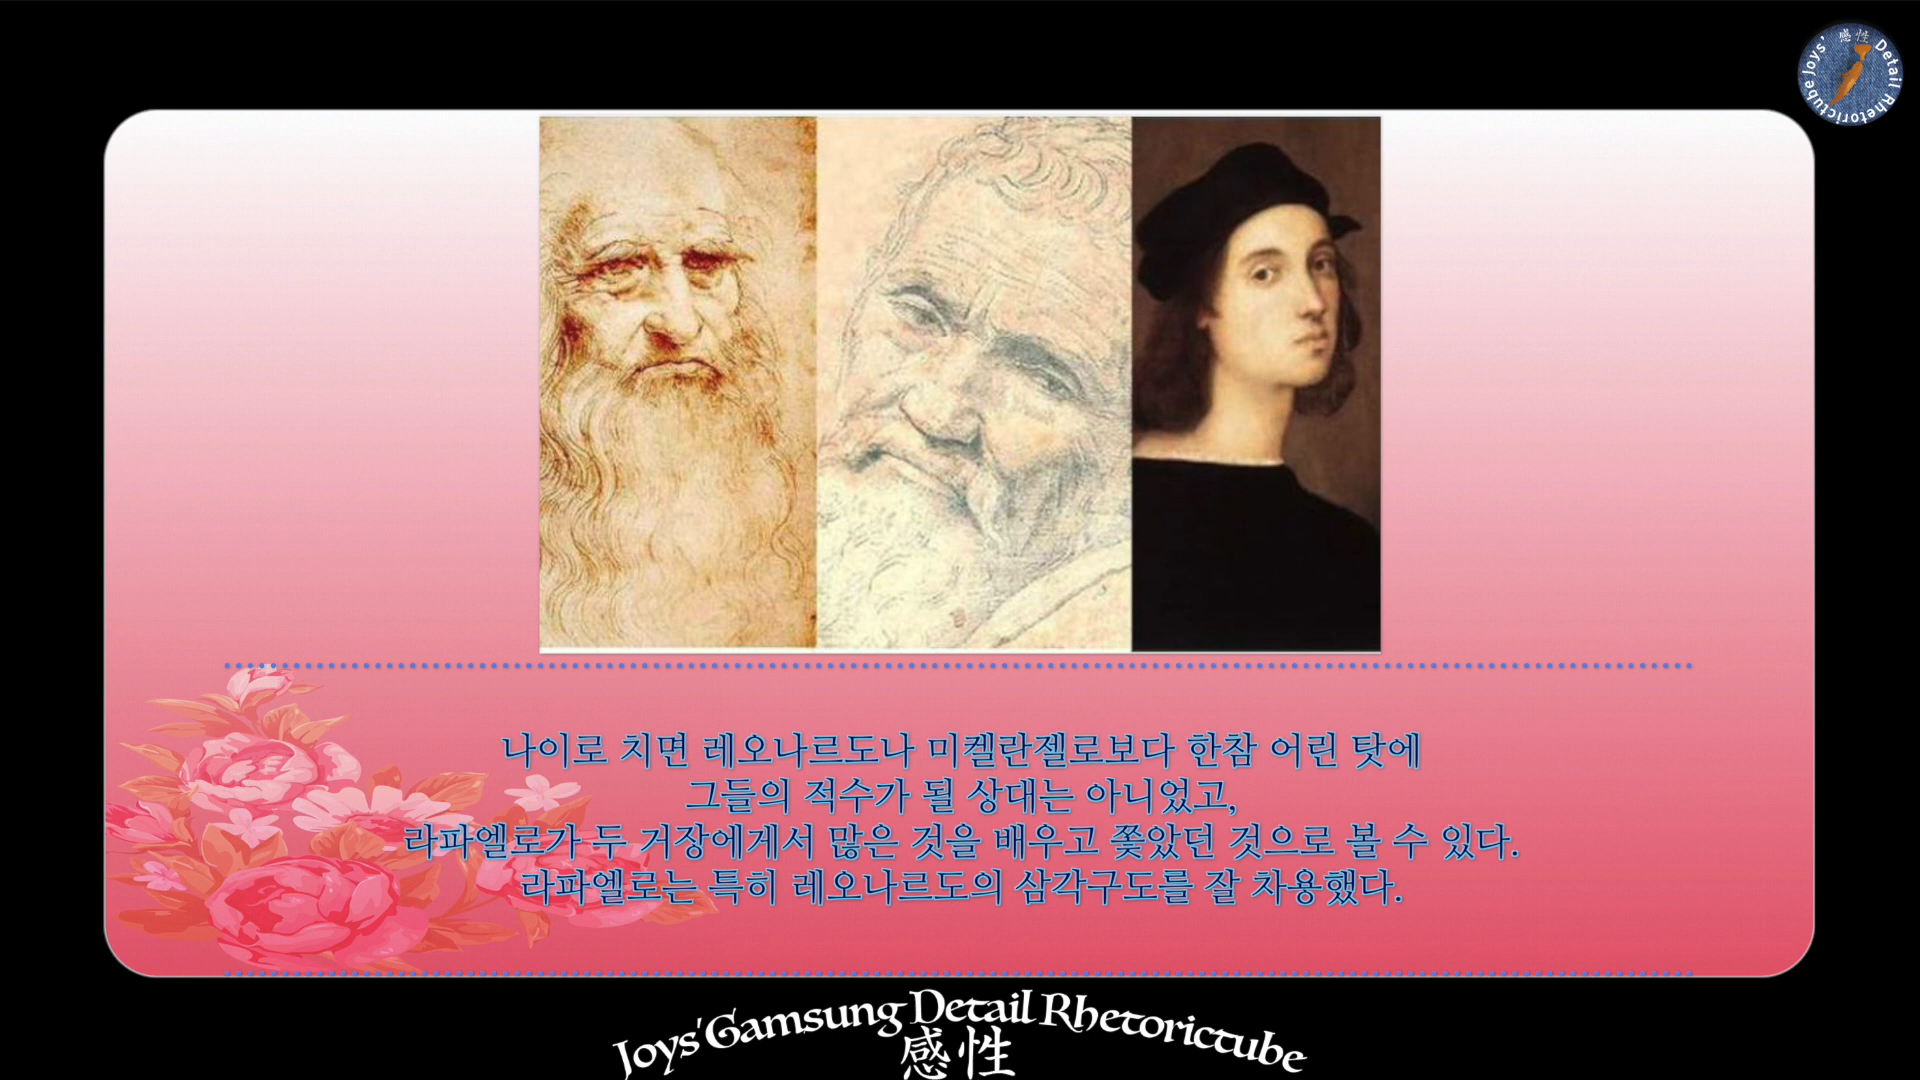 Joys' 感性 Detail Rhetorictube
나이로 치면 레오나르도나 미켈란젤로보다 한참 어린 탓에
그들의 적수가 될 상대는 아니었고,
라파엘로가 두 거장에게서 많은 것을 배우고 쫓았던 것으로 볼 수 있다.
라파엘로는 특히 레오나르도의 삼각구도를 잘 차용했다.
Joys'Gamsung Detail Rhetorictube
感性